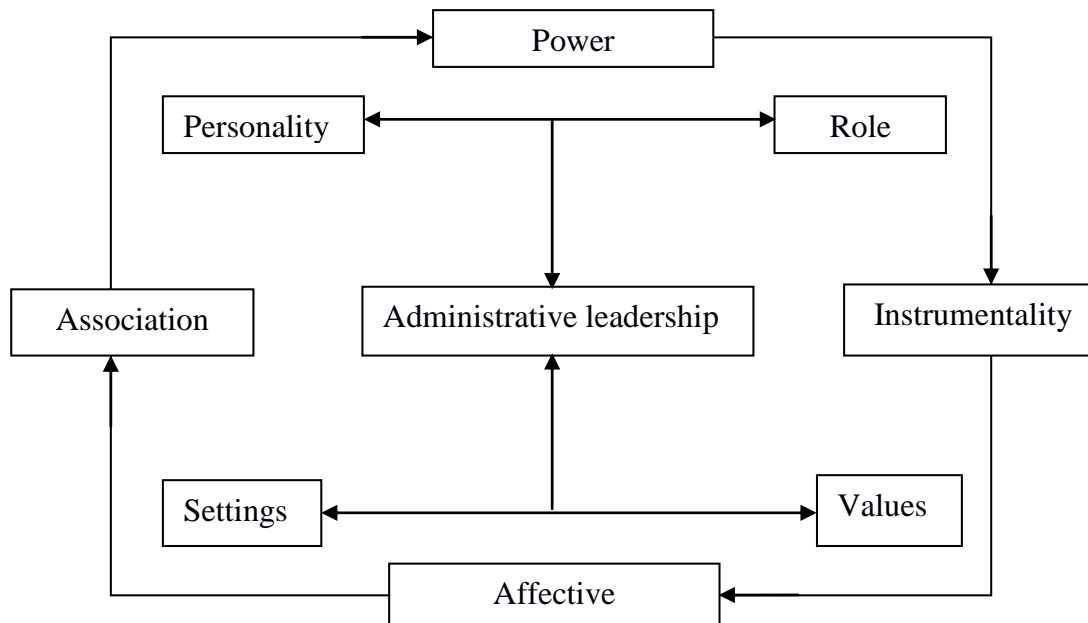 Power
Personality
Role
Association
Administrative leadership
Instrumentality
Settings
Values
Affective